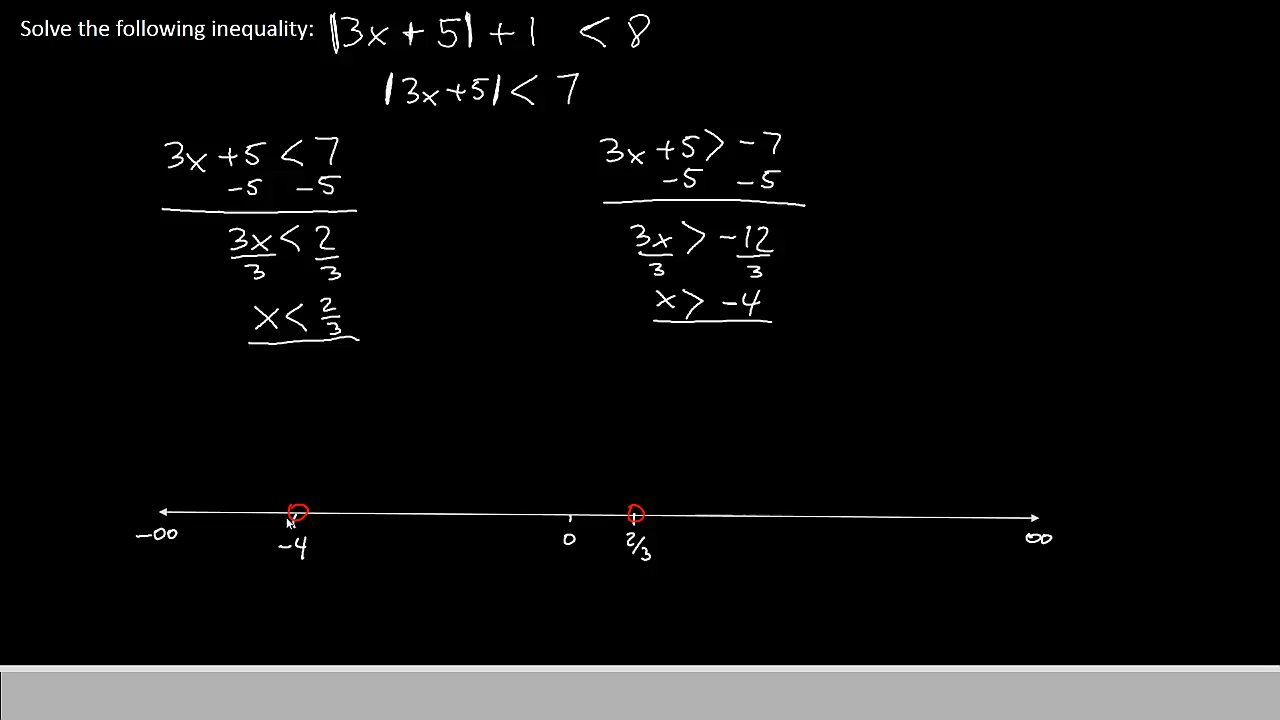 Solve the following inequality: |3x + 5| + 1 < 8
|3x+5| < 7
3x + 5 < 7
-5 -5
3x < 2
3 3
x < 2/3
3x + 5 > -7
-5 -5
3x > -12
3 3
x > -4
-∞ -4 0 2/3 ∞